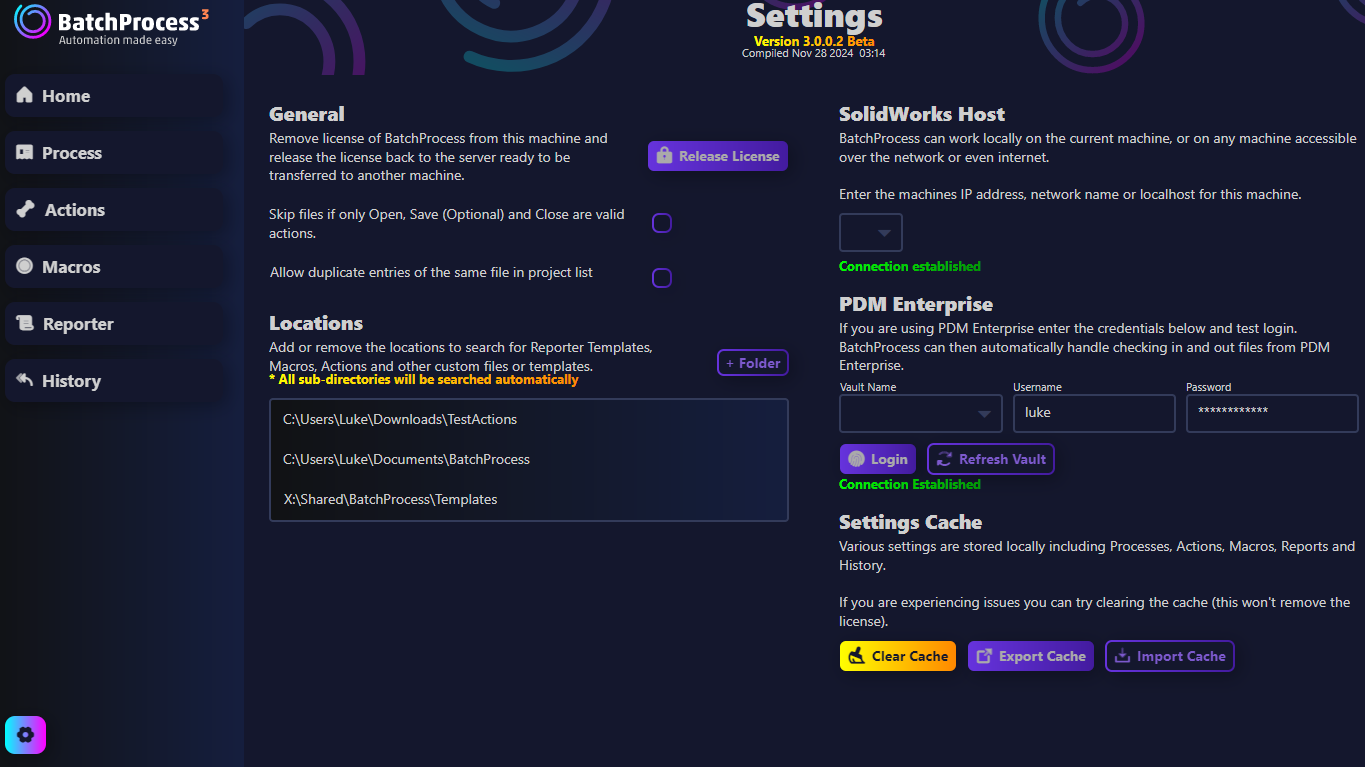 BatchProcess3
Automation made easy
Home
Process
Actions
Macros
Reporter
History
Settings
Version 3.0.0.2 Beta
Compiled Nov 28 2024 03:14
General
Remove license of BatchProcess from this machine and
release the license back to the server ready to be
transferred to another machine.
Release License
Skip files if only Open, Save (Optional) and Close are valid
actions.
Allow duplicate entries of the same file in project list
Locations
Add or remove the locations to search for Reporter Templates,
Macros, Actions and other custom files or templates.
* All sub-directories will be searched automatically
+ Folder
C:\Users\Luke\Downloads\TestActions
C:\Users\Luke\Documents\BatchProcess
X:\Shared\BatchProcess\Templates
SolidWorks Host
BatchProcess can work locally on the current machine, or on any machine accessible
over the network or even internet.
Enter the machines IP address, network name or localhost for this machine.
Connection established
PDM Enterprise
If you are using PDM Enterprise enter the credentials below and test login.
BatchProcess can then automatically handle checking in and out files from PDM
Enterprise.
Vault Name
Username
Password
luke
************
Login
Refresh Vault
Connection Established
Settings Cache
Various settings are stored locally including Processes, Actions, Macros, Reports and
History.
If you are experiencing issues you can try clearing the cache (this won't remove the
license).
Clear Cache
Export Cache
Import Cache